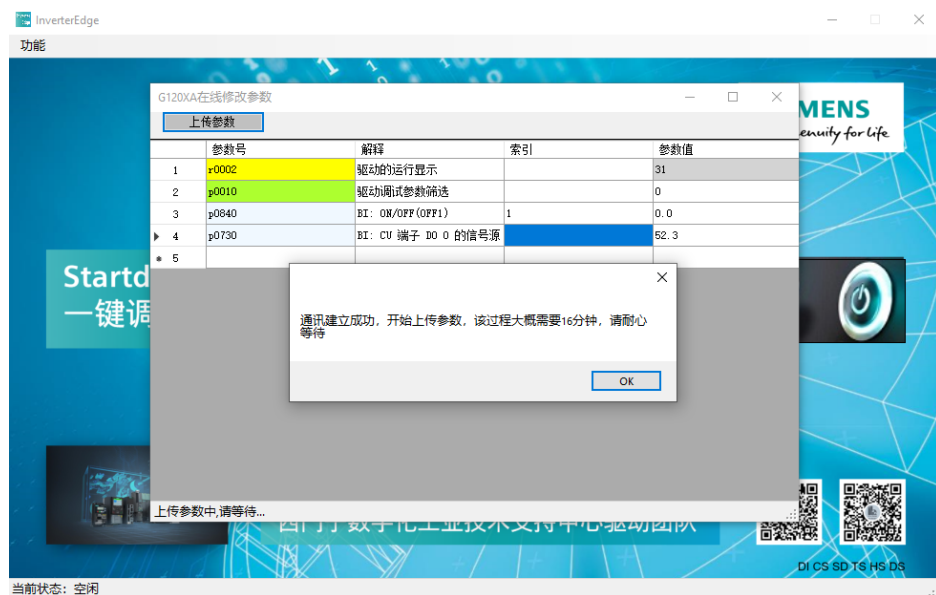 InverterEdge
功能
G120XA在线修改参数
上传参数
参数号 解释 索引 参数值
1 r0002 驱动的运行显示 31
2 p0010 驱动调试参数筛选 0
3 p0840 BI: ON/OFF(OFF1) 1 0.0
4 p0730 BI: CU 端子 DO 0 的信号源 52.3
5
MENS
enuity for life
Startd
一键调
通讯建立成功，开始上传参数，该过程大概需要16分钟，请耐心
等待
OK
上传参数中,请等待...
西门子数字化工业技术支持中心驱动团队
DI CS SD TS HS DS
当前状态：空闲